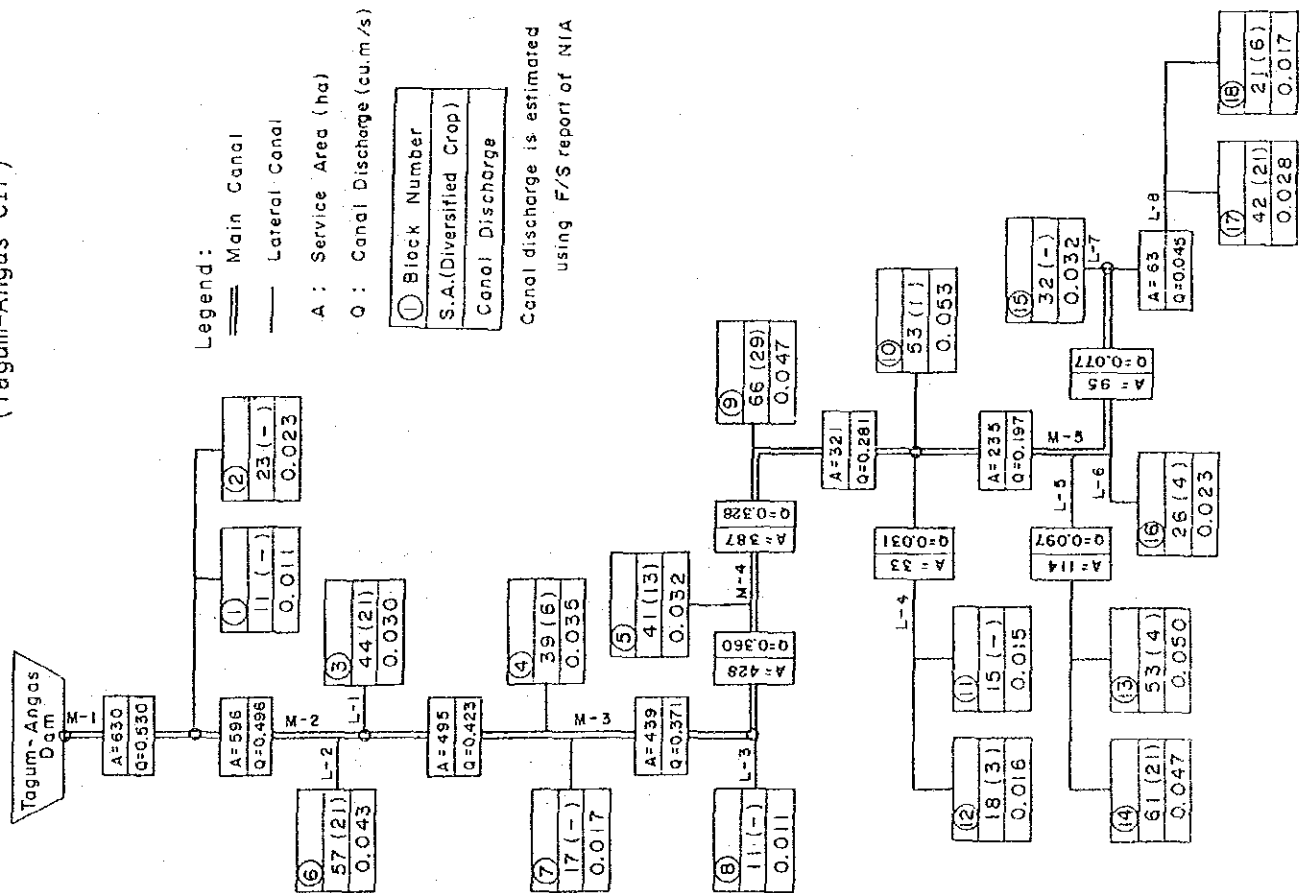 (Tagum-Angas CIP)
Tagum-Angas
Dam
M-1
A=630
Q=0.530
① 
11 (-)
0.011
②
23 (-)
0.023
A=596
Q=0.496
M-2
L-2
L-1
③
44 (21)
0.030
⑥
57 (21)
0.043
A=495
Q=0.423
④
39 (6)
0.035
M-3
⑦
17 (-)
0.017
A=439
Q=0.371
L-3
⑧
11 (-)
0.011
A=428
Q=0.360
⑤
41 (13)
0.032
M-4
A=387
Q=0.328
⑨
66 (29)
0.047
A=321
Q=0.281
⑩
53 (1)
0.053
L-4
A=33
Q=0.031
⑪
15 (-)
0.015
⑫
18 (3)
0.016
A=235
Q=0.197
M-5
L-5
A=114
Q=0.097
⑬
53 (4)
0.050
⑭
61 (21)
0.047
L-6
⑯
26 (4)
0.023
A=95
Q=0.077
⑮
32 (-)
0.032
L-7
A=63
Q=0.045
L-8
⑰
42 (21)
0.028
⑱
21 (6)
0.017
Legend:
Main Canal
Lateral Canal
A : Service Area (ha)
Q : Canal Discharge (cu.m/s)
① Block Number
S.A.(Diversified Crop)
Canal Discharge
Canal discharge is estimated
using F/S report of NIA